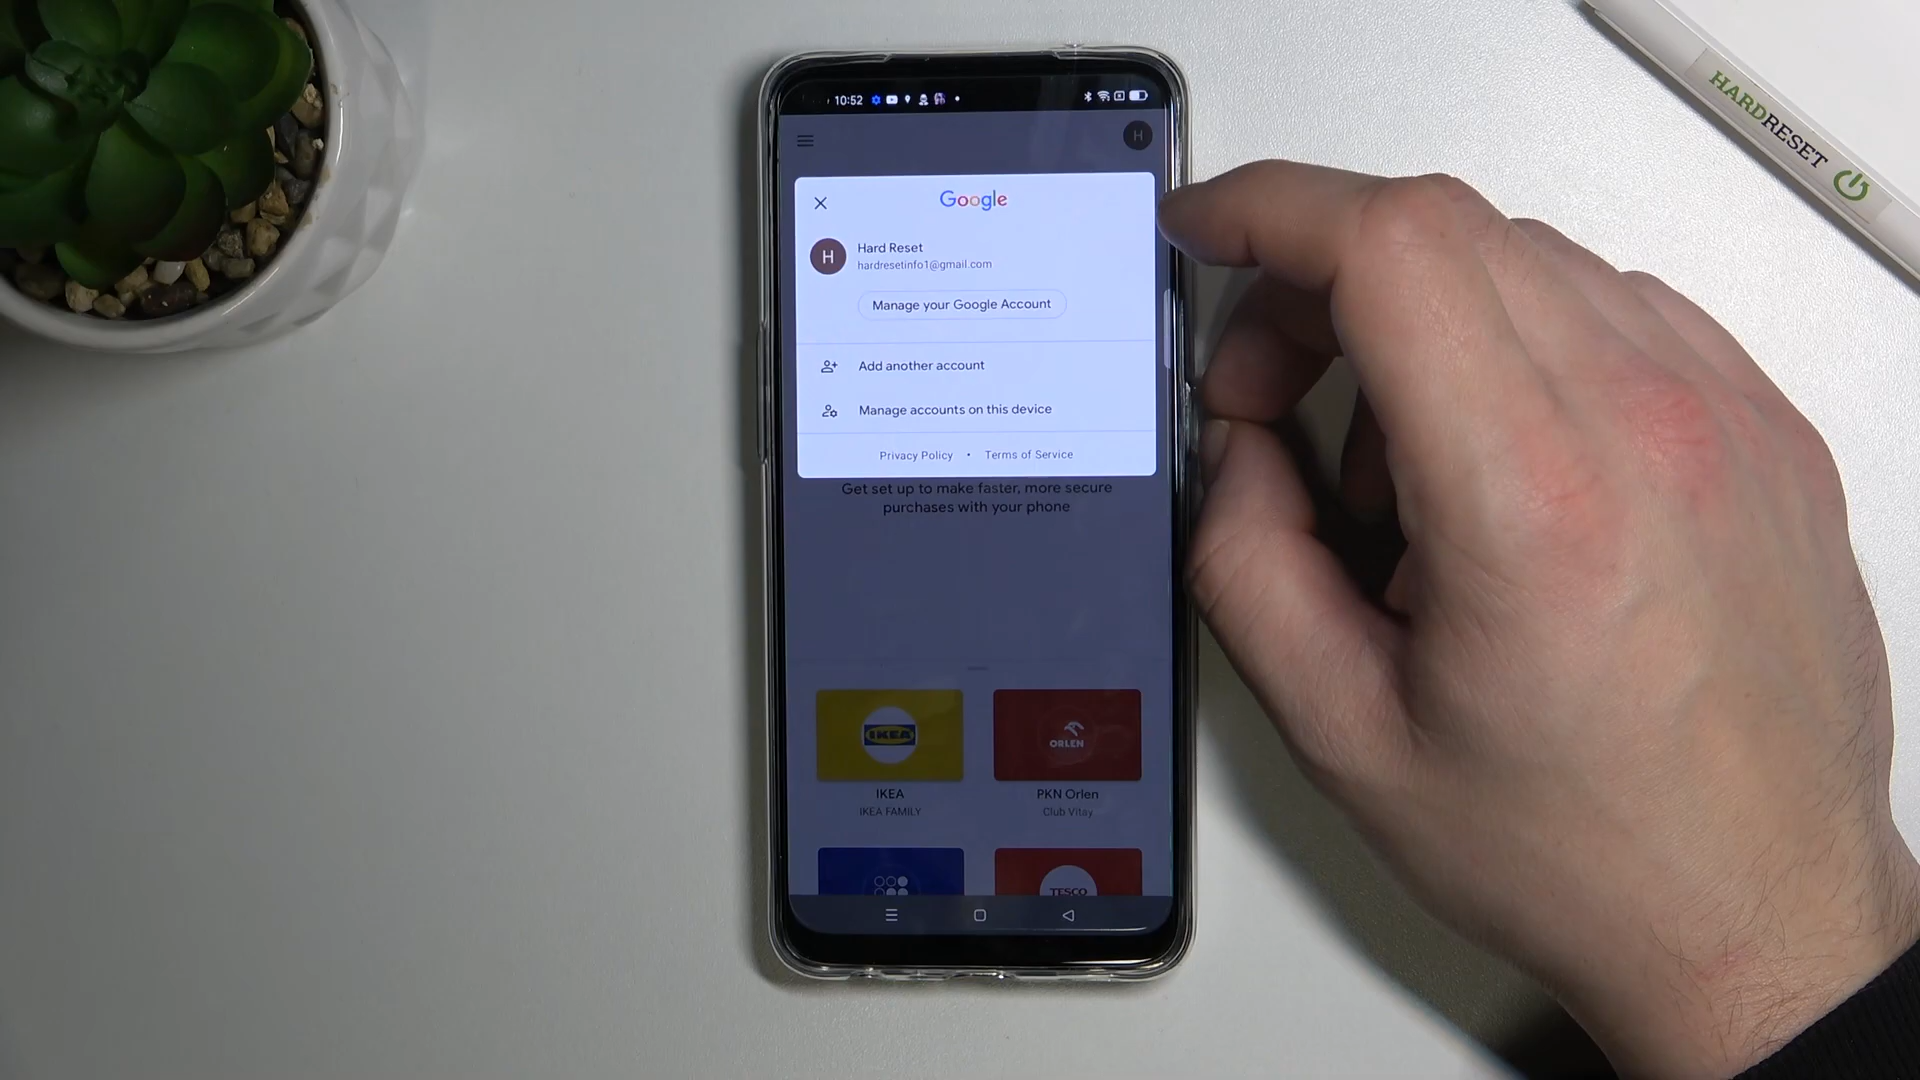 10:52
H
Google
H
Hard Reset
hardresetinfo1@gmail.com
Manage your Google Account
Add another account
Manage accounts on this device
Privacy Policy • Terms of Service
Get set up to make faster, more secure
purchases with your phone
IKEA
ORLEN
IKEA
PKN Orlen
IKEA FAMILY
Club Vitay
TESCO
HARDRESET